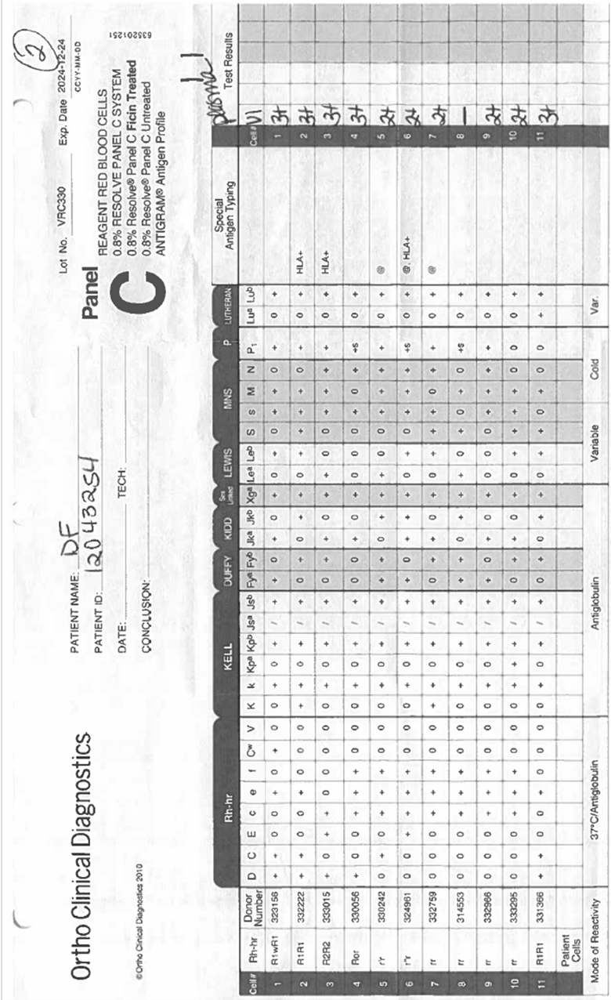 Ortho Clinical Diagnostics
© Ortho Clinical Diagnostics 2010
PATIENT NAME: DF
PATIENT ID: 12043254
DATE: TECH:
CONCLUSION:
2
Lot No. VRC330 Exp. Date 2024-12-24
CCYY-MM-DD
Panel
C
REAGENT RED BLOOD CELLS
0.8% RESOLVE PANEL C SYSTEM
0.8% Resolve® Panel C Ficin Treated
0.8% Resolve® Panel C Untreated
ANTIGRAM® Antigen Profile
635201251
plasma
Rh-hr KELL DUFFY KIDD Sex Linked LEWIS MNS P LUTHERAN Special Antigen Typing Test Results
Cell# Rh-hr Donor Number D C E c e f Cw V K k Kpa Kpb Jsa Jsb Fya Fyb Jka Jkb Xga Lea Leb S s M N P1 Lua Lub Cell# VI
1 R1wR1 323156 + + 0 0 + 0 + 0 0 + 0 + / + + 0 + 0 + 0 + 0 + + 0 + 0 + 1 3+
2 R1R1 332222 + + 0 0 + 0 0 0 + + 0 + / + 0 + 0 + + 0 + + + + 0 + 0 + HLA+ 2 3+
3 R2R2 333015 + 0 + + 0 0 0 0 0 + 0 + / + 0 + + 0 + + 0 0 + + + + 0 + HLA+ 3 3+
4 Ror 330056 + 0 0 + + + 0 0 0 + 0 + / + 0 0 + 0 + 0 0 0 + 0 + +s 0 + 4 3+
5 r'r 330242 0 + 0 + + + 0 0 0 + 0 + / + + + 0 + + + 0 0 + + + + 0 + @ 5 2+
6 r"r 324961 0 0 + + + + 0 0 0 + 0 + / + + 0 + + + 0 + 0 + + + +s 0 + @, HLA+ 6 2+
7 rr 332759 0 0 0 + + + 0 0 + + 0 + / + 0 + + + + 0 0 + + 0 + + 0 + @ 7 2+
8 rr 314553 0 0 0 + + + 0 0 0 + 0 + / + + + 0 + + + 0 + 0 + 0 +s 0 + 8 —
9 rr 332966 0 0 0 + + + 0 0 0 + 0 + / + + 0 + + + + 0 0 + + + + 0 + 9 2+
10 rr 333295 0 0 0 + + + 0 0 0 + + + / + 0 + + 0 + 0 + + + + 0 0 0 + 10 2+
11 R1R1 331366 + + 0 0 + 0 0 0 0 + 0 + / + 0 + 0 + + 0 + + 0 + 0 0 + + 11 3+
Patient Cells
Mode of Reactivity 37°C/Antiglobulin Antiglobulin Variable Cold Var.